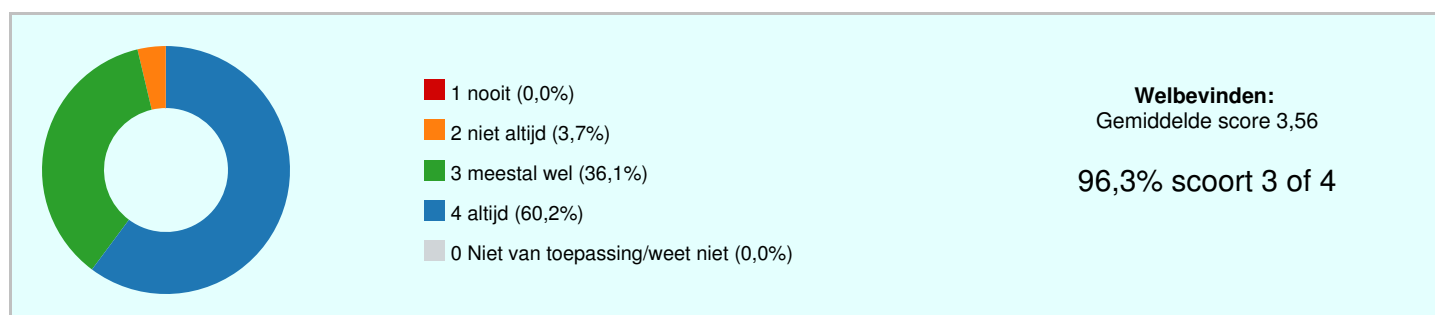 1 nooit (0,0%)
2 niet altijd (3,7%)
3 meestal wel (36,1%)
4 altijd (60,2%)
0 Niet van toepassing/weet niet (0,0%)
Welbevinden:
Gemiddelde score 3,56
96,3% scoort 3 of 4